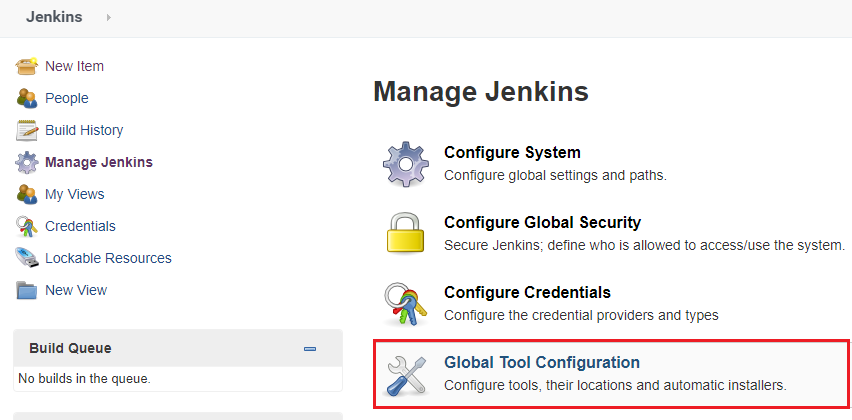 Jenkins
New Item
People
Build History
Manage Jenkins
My Views
Credentials
Lockable Resources
New View
Build Queue
No builds in the queue.
Manage Jenkins
Configure System
Configure global settings and paths.
Configure Global Security
Secure Jenkins; define who is allowed to access/use the system.
Configure Credentials
Configure the credential providers and types
Global Tool Configuration
Configure tools, their locations and automatic installers.